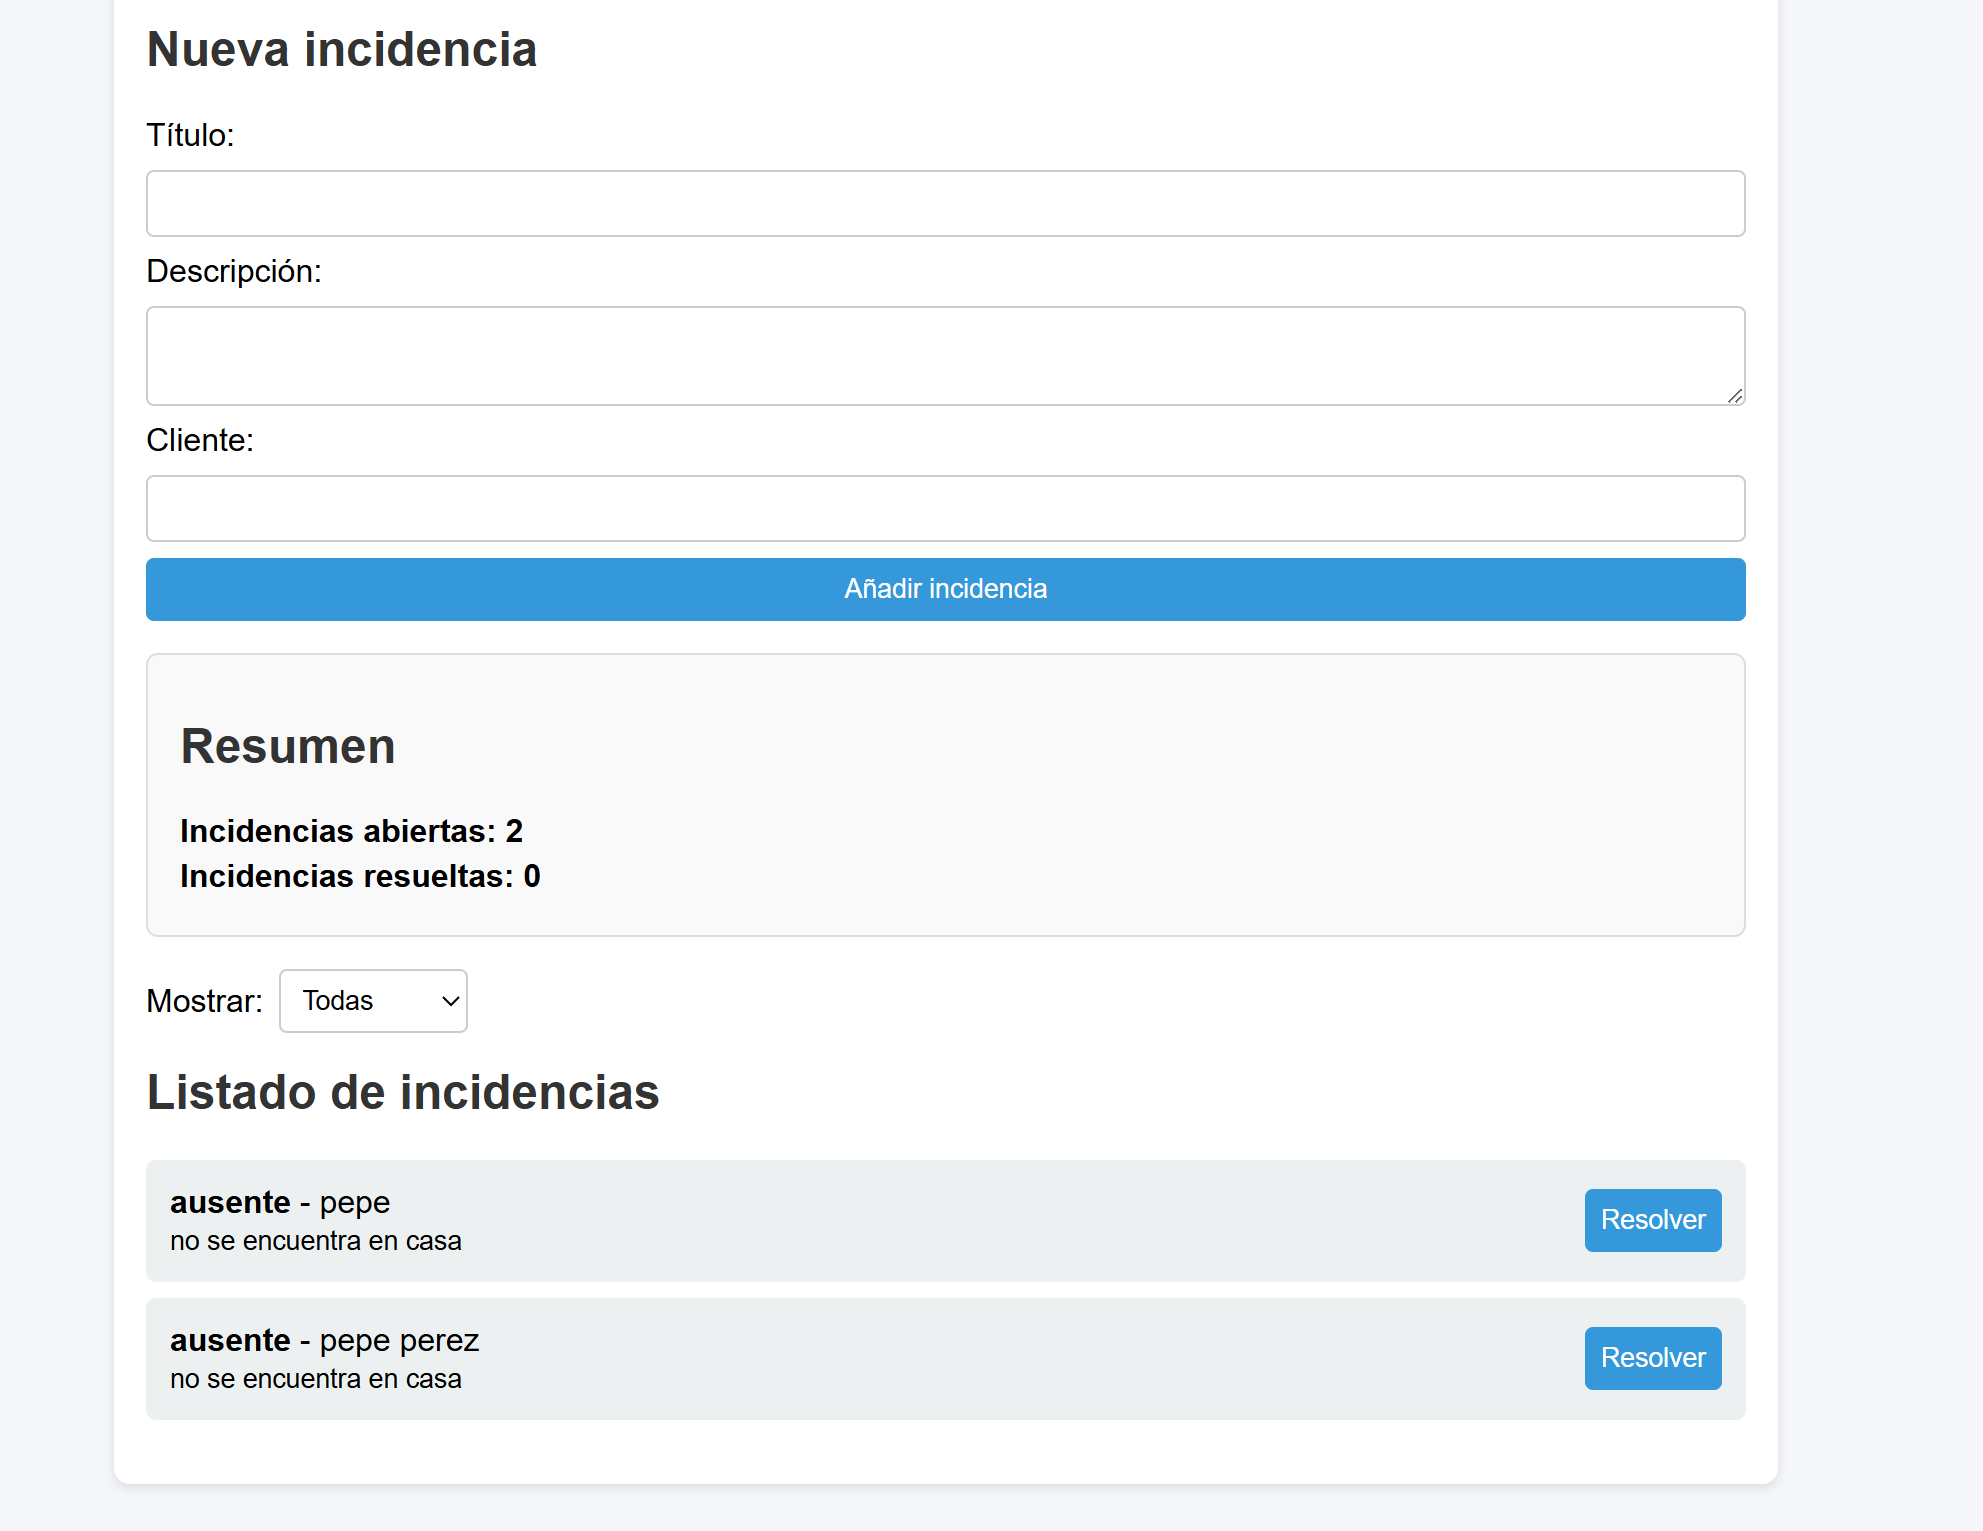 Nueva incidencia
Título:
Descripción:
Cliente:
Añadir incidencia
Resumen
Incidencias abiertas: 2
Incidencias resueltas: 0
Mostrar: Todas
Listado de incidencias
ausente - pepe
no se encuentra en casa
Resolver
ausente - pepe perez
no se encuentra en casa
Resolver